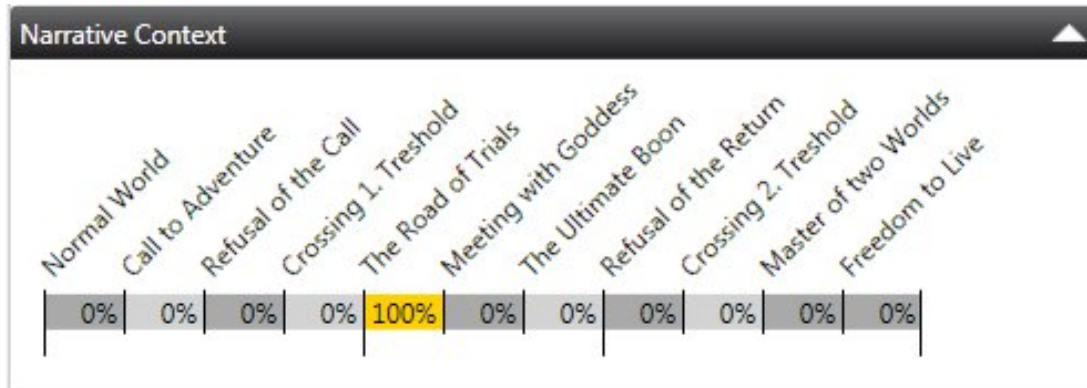 Narrative Context
Normal World
Call to Adventure
Refusal of the Call
Crossing 1. Treshold
The Road of Trials
Meeting with Goddess
The Ultimate Boon
Refusal of the Return
Crossing 2. Treshold
Master of two Worlds
Freedom to Live
0% 0% 0% 0% 100% 0% 0% 0% 0% 0% 0%